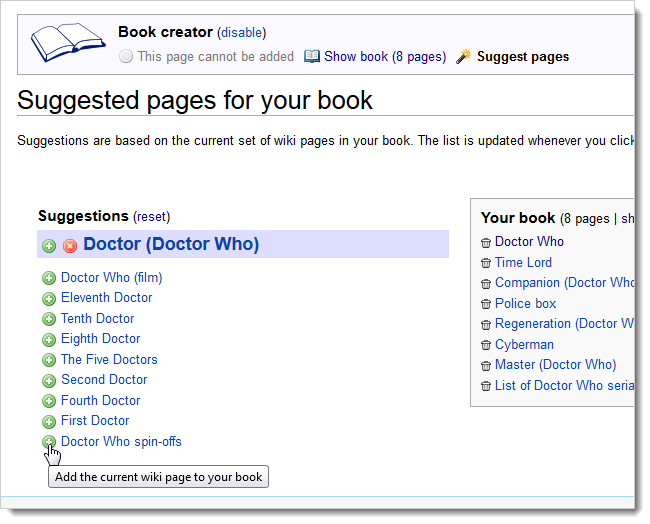 Book creator (disable)
This page cannot be added Show book (8 pages) Suggest pages
Suggested pages for your book
Suggestions are based on the current set of wiki pages in your book. The list is updated whenever you click
Suggestions (reset)
Doctor (Doctor Who)
Doctor Who (film)
Eleventh Doctor
Tenth Doctor
Eighth Doctor
The Five Doctors
Second Doctor
Fourth Doctor
First Doctor
Doctor Who spin-offs
Add the current wiki page to your book
Your book (8 pages | sh
Doctor Who
Time Lord
Companion (Doctor Who
Police box
Regeneration (Doctor W
Cyberman
Master (Doctor Who)
List of Doctor Who seria